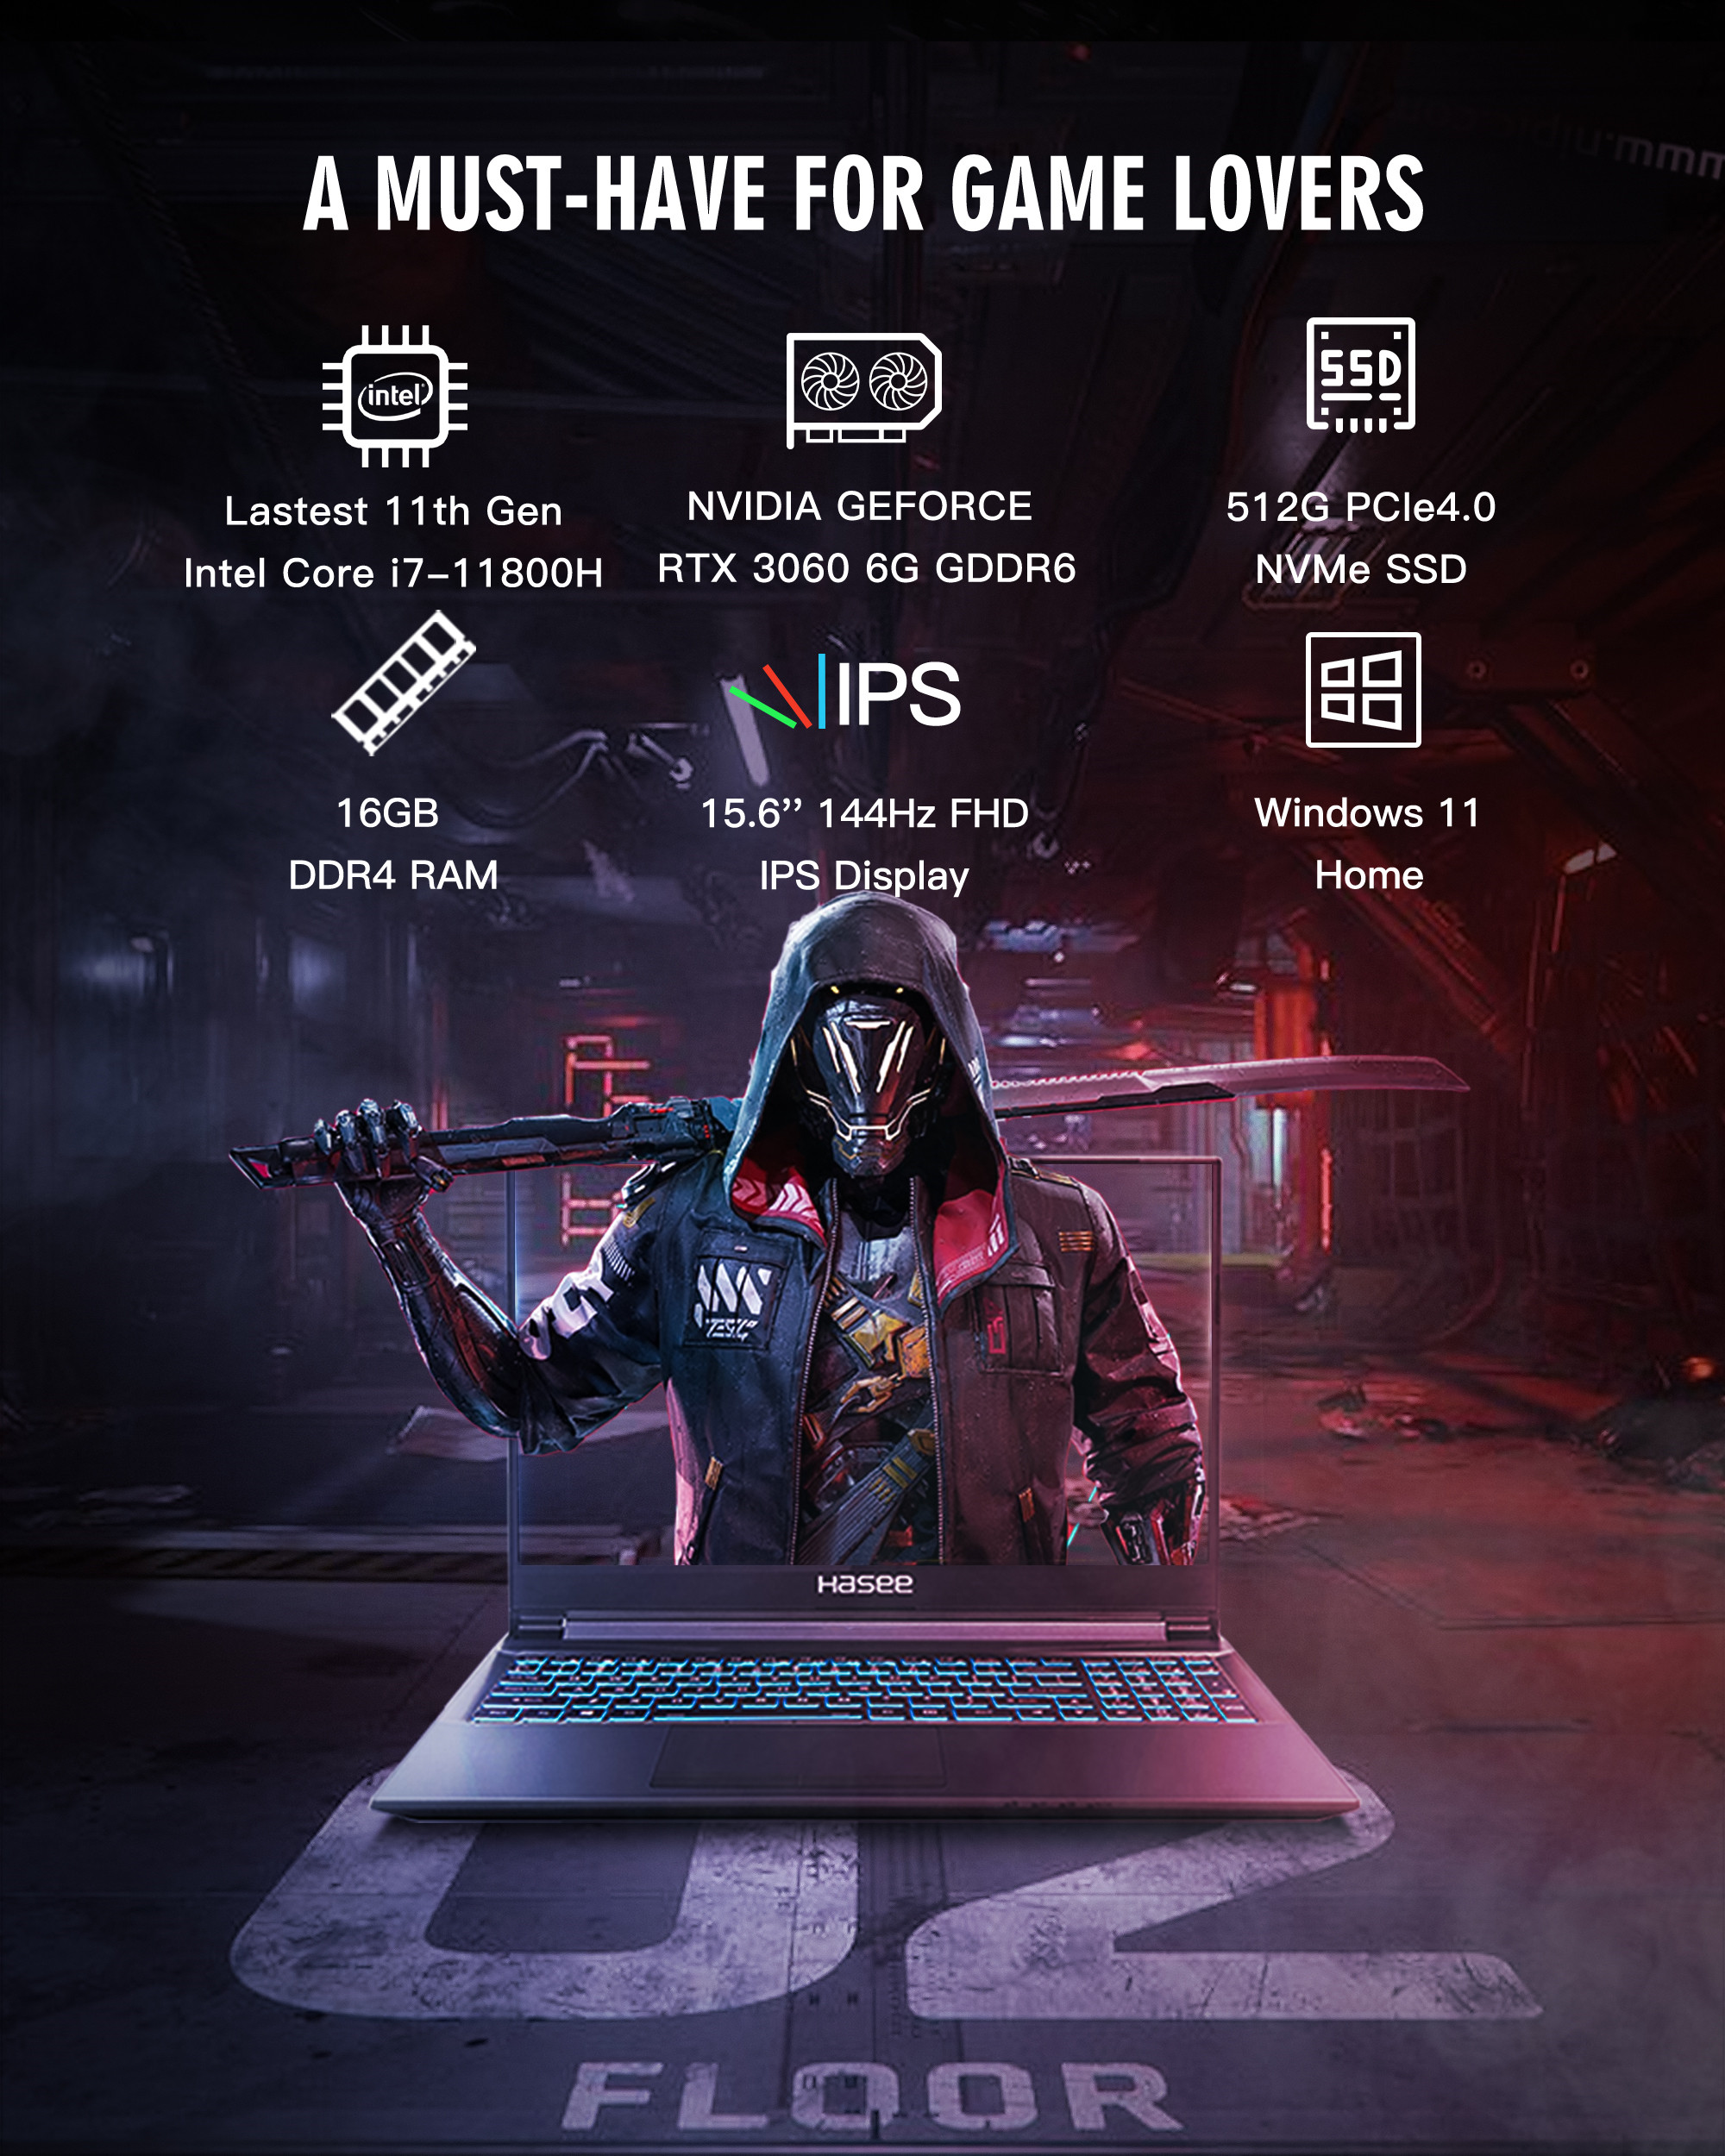 A MUST-HAVE FOR GAME LOVERS
intel
SSD
Lastest 11th Gen
Intel Core i7-11800H
NVIDIA GEFORCE
RTX 3060 6G GDDR6
512G PCIe4.0
NVMe SSD
IPS
16GB
DDR4 RAM
15.6’’ 144Hz FHD
IPS Display
Windows 11
Home
Hasee
02
FLOOR